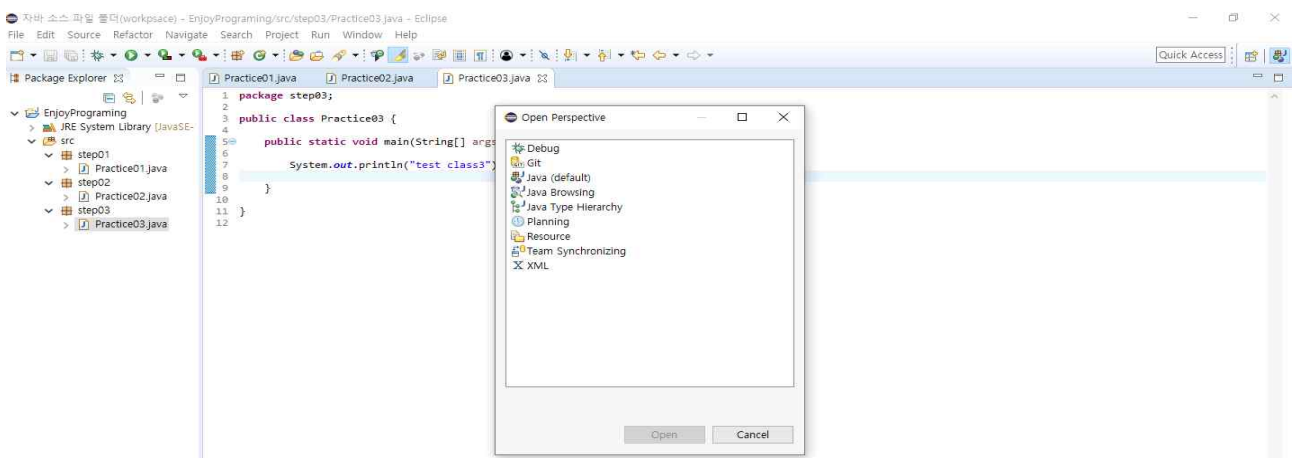 자바 소스 파일 폴더(workpsace) - EnjoyPrograming/src/step03/Practice03.java - Eclipse
File Edit Source Refactor Navigate Search Project Run Window Help
Quick Access
Package Explorer
Practice01.java Practice02.java Practice03.java
EnjoyPrograming
JRE System Library [JavaSE-
src
step01
Practice01.java
step02
Practice02.java
step03
Practice03.java
1 package step03;
2
3 public class Practice03 {
4
5 public static void main(String[] args
6
7 System.out.println("test class3")
8
9 }
10
11 }
12
Open Perspective
Debug
Git
Java (default)
Java Browsing
Java Type Hierarchy
Planning
Resource
Team Synchronizing
XML
Open Cancel